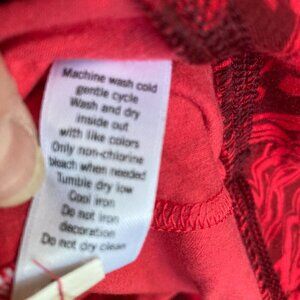 Machine wash cold
gentle cycle
Wash and dry
inside out
with like colors
Only non-chlorine
bleach when needed
Tumble dry low
Cool iron
Do not iron
decoration
Do not dry clean